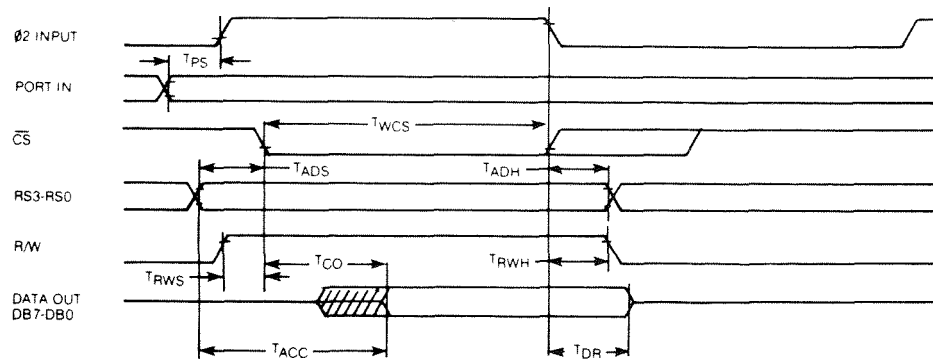 Ø2 INPUT
TPS
PORT IN
TWCS
CS
TADS
TADH
RS3-RS0
R/W
TCO
TRWH
TRWS
DATA OUT
DB7-DB0
TACC
TDR